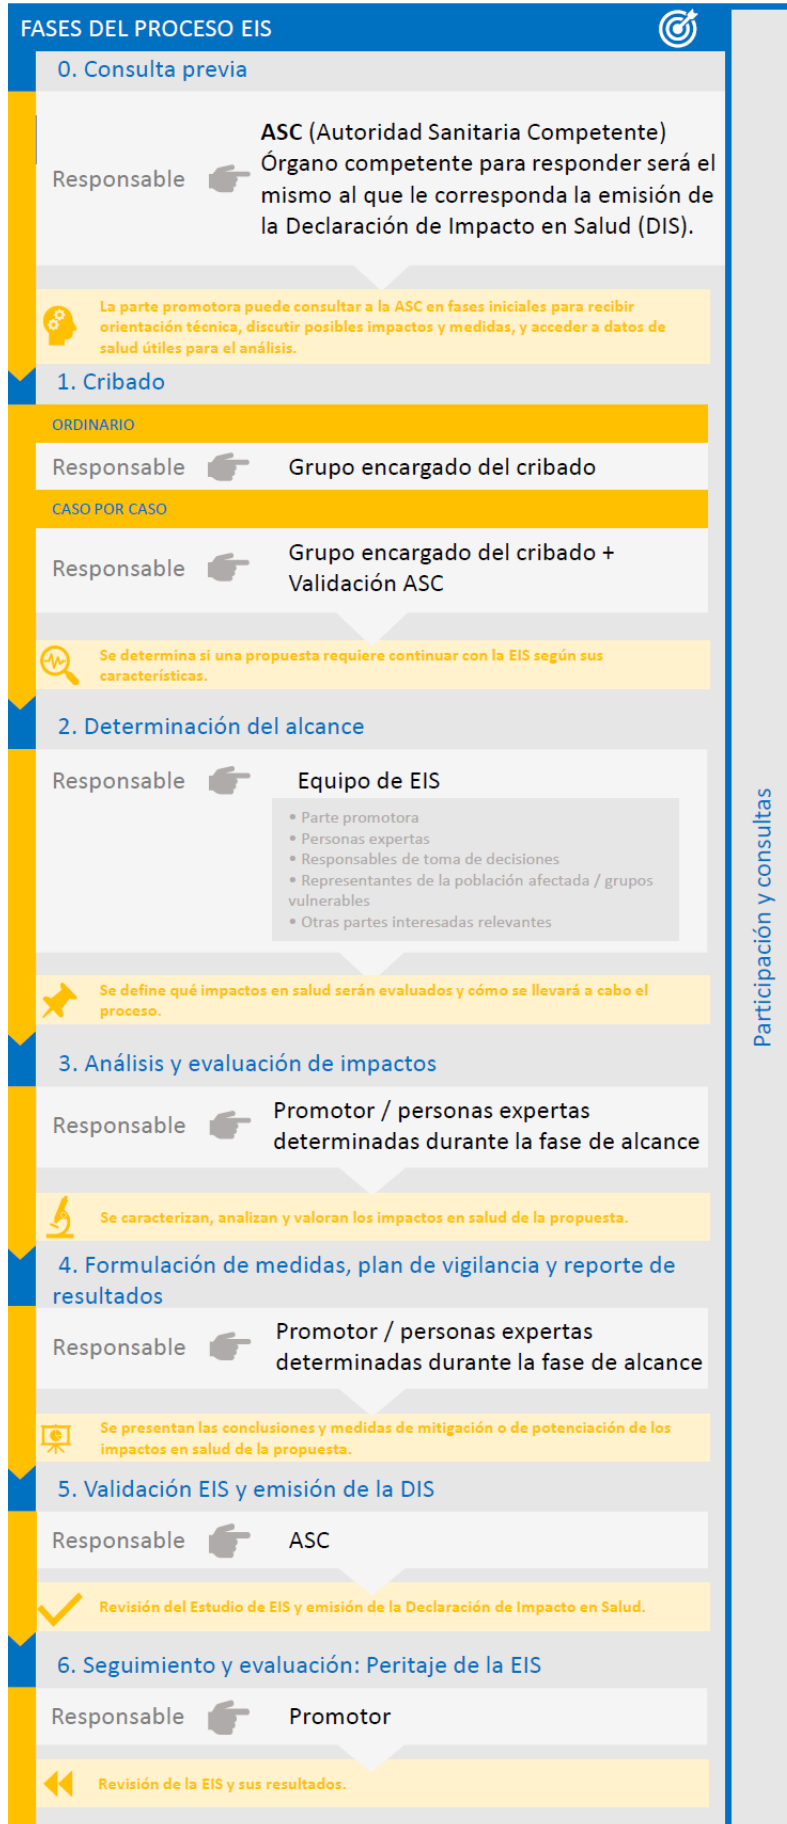 FASES DEL PROCESO EIS
0. Consulta previa
Responsable
ASC (Autoridad Sanitaria Competente)
Órgano competente para responder será el
mismo al que le corresponda la emisión de
la Declaración de Impacto en Salud (DIS).
La parte promotora puede consultar a la ASC en fases iniciales para recibir
orientación técnica, discutir posibles impactos y medidas, y acceder a datos de
salud útiles para el análisis.
1. Cribado
ORDINARIO
Responsable
Grupo encargado del cribado
CASO POR CASO
Responsable
Grupo encargado del cribado +
Validación ASC
Se determina si una propuesta requiere continuar con la EIS según sus
características.
2. Determinación del alcance
Responsable
Equipo de EIS
• Parte promotora
• Personas expertas
• Responsables de toma de decisiones
• Representantes de la población afectada / grupos
vulnerables
• Otras partes interesadas relevantes
Se define qué impactos en salud serán evaluados y cómo se llevará a cabo el
proceso.
3. Análisis y evaluación de impactos
Responsable
Promotor / personas expertas
determinadas durante la fase de alcance
Se caracterizan, analizan y valoran los impactos en salud de la propuesta.
4. Formulación de medidas, plan de vigilancia y reporte de
resultados
Responsable
Promotor / personas expertas
determinadas durante la fase de alcance
Se presentan las conclusiones y medidas de mitigación o de potenciación de los
impactos en salud de la propuesta.
5. Validación EIS y emisión de la DIS
Responsable
ASC
Revisión del Estudio de EIS y emisión de la Declaración de Impacto en Salud.
6. Seguimiento y evaluación: Peritaje de la EIS
Responsable
Promotor
Revisión de la EIS y sus resultados.
Participación y consultas